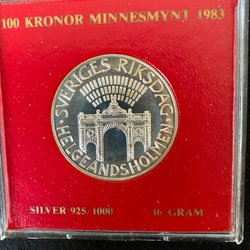 100 KRONOR MINNESMYNT 1983
SVERIGES RIKSDAG
HELGEANDSHOLMEN
SILVER 925/1000 16 GRAM